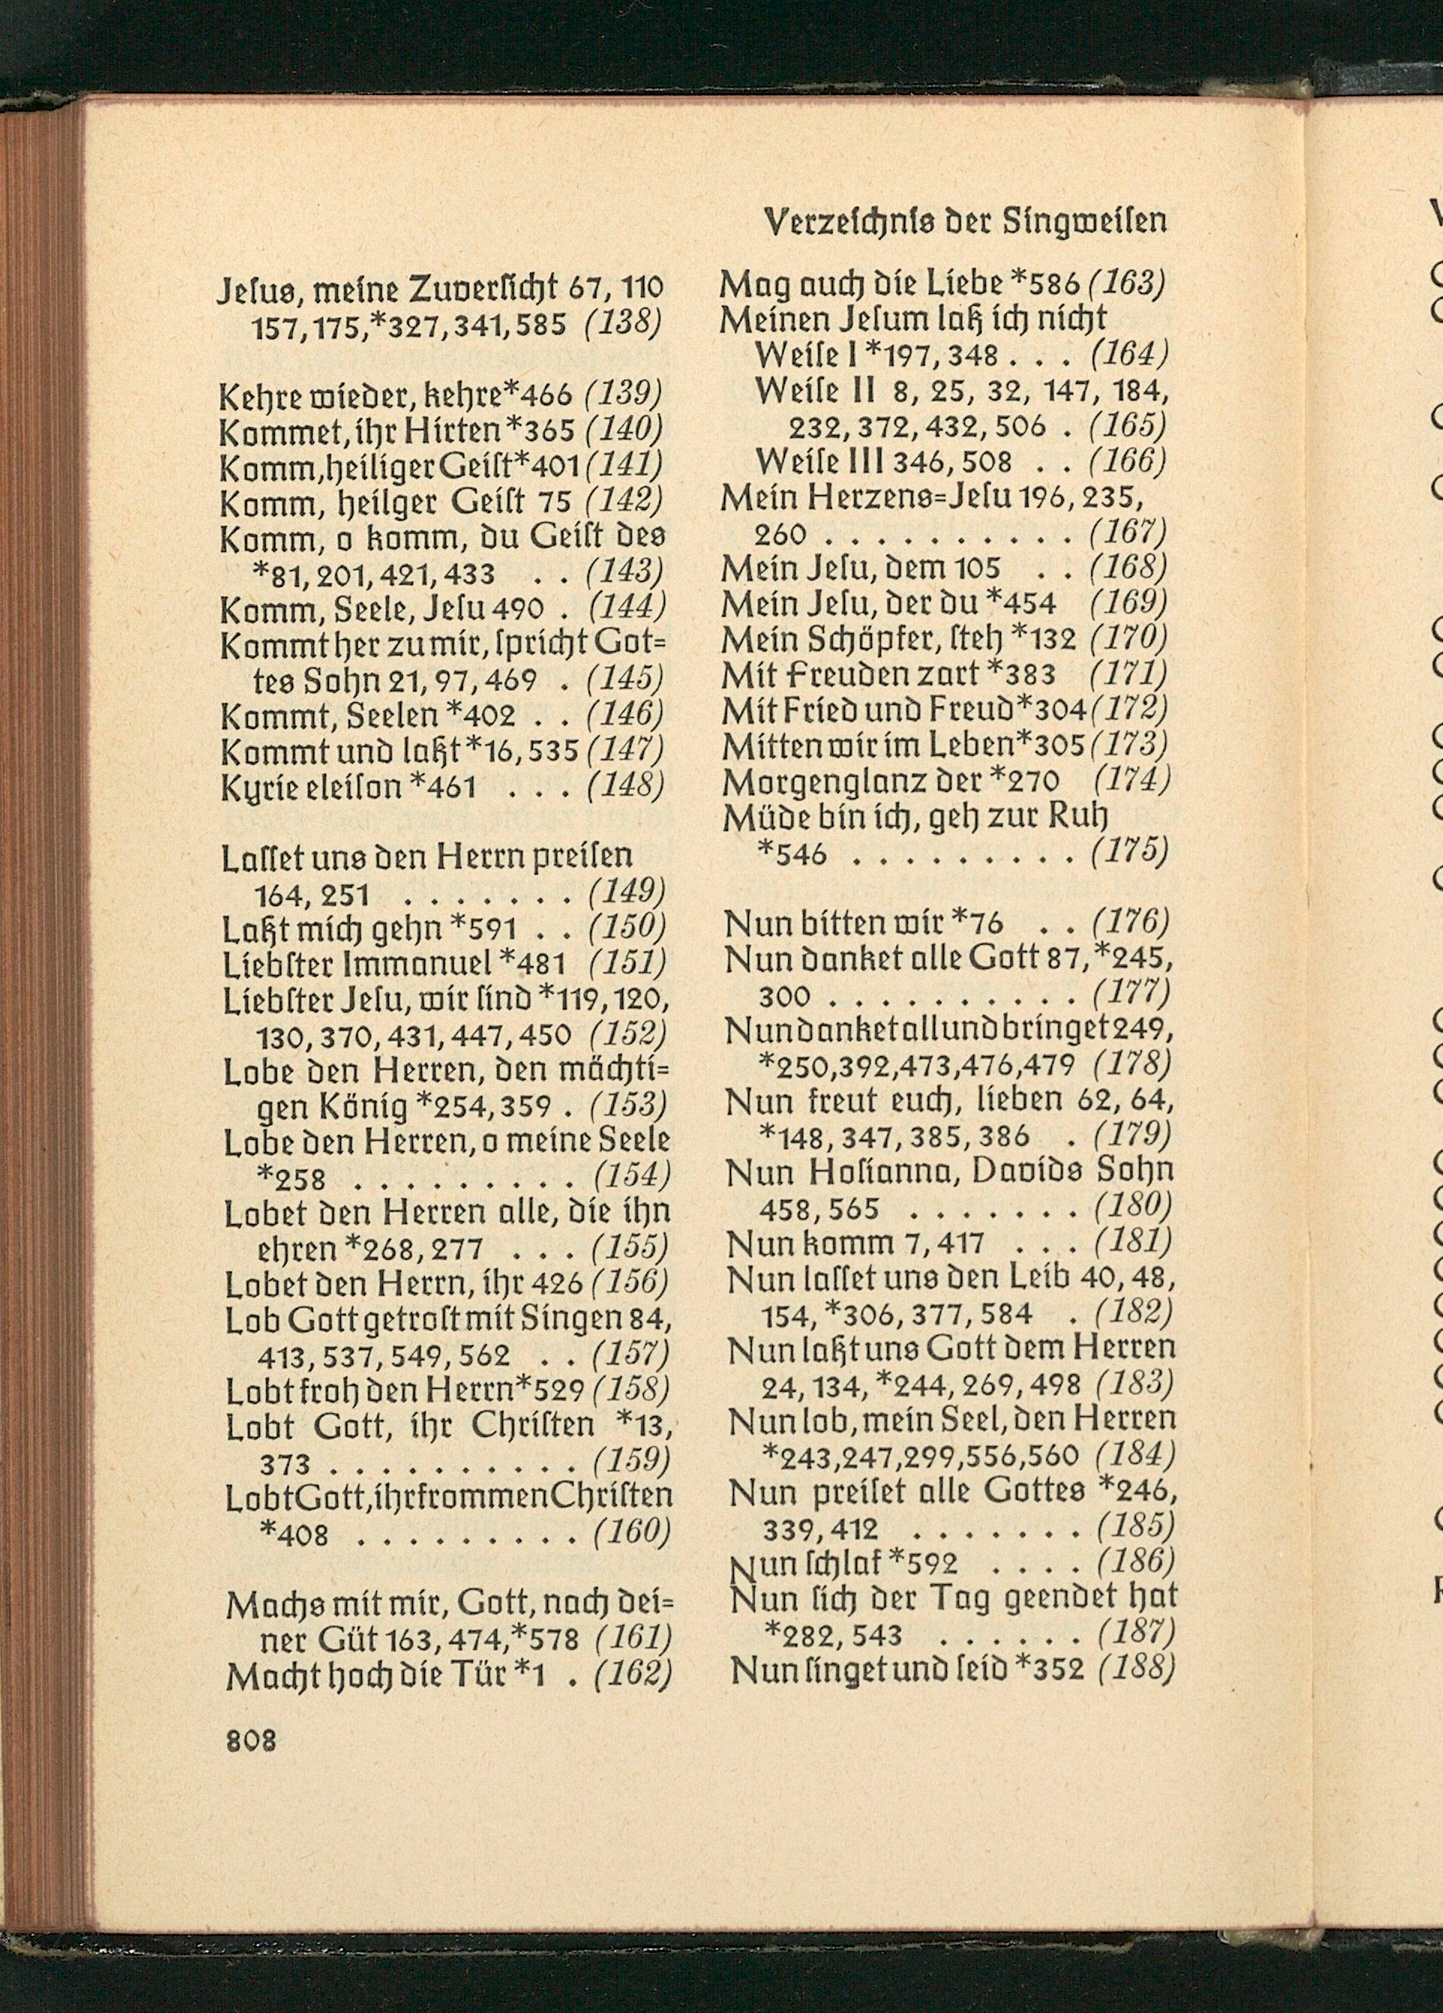 Verzeichnis der Singweisen
Jesus, meine Zuversicht 67, 110
157, 175, *327, 341, 585 (138)
Kehre wieder, kehre *466 (139)
Kommet, ihr Hirten *365 (140)
Komm, heiliger Geist *401 (141)
Komm, heilger Geist 75 (142)
Komm, o komm, du Geist des
*81, 201, 421, 433 . . (143)
Komm, Seele, Jesu 490 . (144)
Kommt her zu mir, spricht Got=
tes Sohn 21, 97, 469 . (145)
Kommt, Seelen *402 . . (146)
Kommt und laßt *16, 535 (147)
Kyrie eleison *461 . . . (148)
Lasset uns den Herrn preisen
164, 251 . . . . . . . (149)
Laßt mich gehn *591 . . (150)
Liebster Immanuel *481 (151)
Liebster Jesu, wir sind *119, 120,
130, 370, 431, 447, 450 (152)
Lobe den Herren, den mächti=
gen König *254, 359 . (153)
Lobe den Herren, o meine Seele
*258 . . . . . . . . . (154)
Lobet den Herren alle, die ihn
ehren *268, 277 . . . (155)
Lobet den Herrn, ihr 426 (156)
Lob Gott getrost mit Singen 84,
413, 537, 549, 562 . . (157)
Lobt froh den Herrn *529 (158)
Lobt Gott, ihr Christen *13,
373 . . . . . . . . . . (159)
Lobt Gott, ihr frommen Christen
*408 . . . . . . . . . (160)
Machs mit mir, Gott, nach dei=
ner Güt 163, 474, *578 (161)
Macht hoch die Tür *1 . (162)
Mag auch die Liebe *586 (163)
Meinen Jesum laß ich nicht
Weise I *197, 348 . . . (164)
Weise II 8, 25, 32, 147, 184,
232, 372, 432, 506 . (165)
Weise III 346, 508 . . (166)
Mein Herzens=Jesu 196, 235,
260 . . . . . . . . . . (167)
Mein Jesu, dem 105 . . (168)
Mein Jesu, der du *454 (169)
Mein Schöpfer, steh *132 (170)
Mit Freuden zart *383 (171)
Mit Fried und Freud *304 (172)
Mitten wir im Leben *305 (173)
Morgenglanz der *270 (174)
Müde bin ich, geh zur Ruh
*546 . . . . . . . . . (175)
Nun bitten wir *76 . . (176)
Nun danket alle Gott 87, *245,
300 . . . . . . . . . . (177)
Nun danket all und bringet 249,
*250, 392, 473, 476, 479 (178)
Nun freut euch, lieben 62, 64,
*148, 347, 385, 386 . (179)
Nun Hosianna, Davids Sohn
458, 565 . . . . . . . (180)
Nun komm 7, 417 . . . (181)
Nun lasset uns den Leib 40, 48,
154, *306, 377, 584 . (182)
Nun laßt uns Gott dem Herren
24, 134, *244, 269, 498 (183)
Nun lob, mein Seel, den Herren
*243, 247, 299, 556, 560 (184)
Nun preiset alle Gottes *246,
339, 412 . . . . . . . (185)
Nun schlaf *592 . . . . (186)
Nun sich der Tag geendet hat
*282, 543 . . . . . . (187)
Nun singet und seid *352 (188)
808